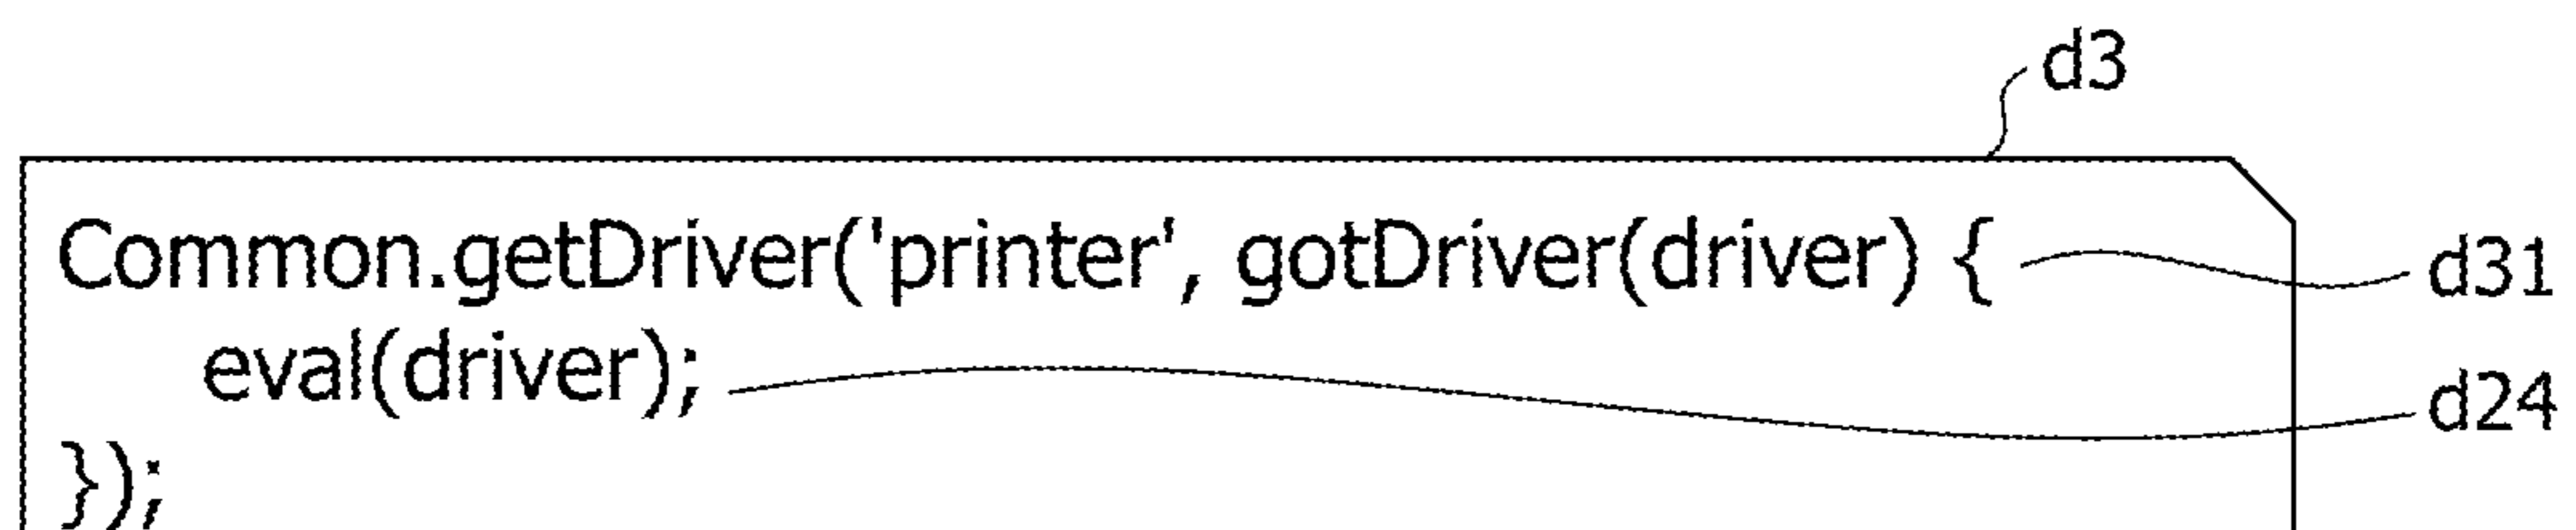 d3
Common.getDriver('printer', gotDriver(driver) { d31
eval(driver); d24
});